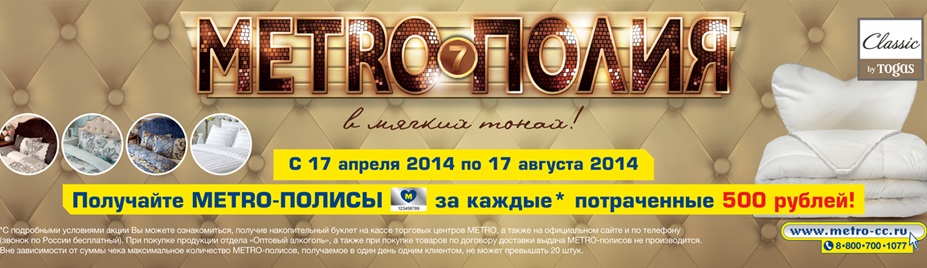 METRO 7 ПОЛИЯ
в мягких тонах!
Classic
by TOGAS
С 17 апреля 2014 по 17 августа 2014
Получайте METRO-ПОЛИСЫ M 123456789 за каждые* потраченные 500 рублей!
*С подробными условиями акции Вы можете ознакомиться, получив накопительный буклет на кассе торговых центров METRO, а также на официальном сайте и по телефону
(звонок по России бесплатный). При покупке продукции отдела «Оптовый алкоголь», а также при покупке товаров по договору доставки выдача METRO-полисов не производится.
Вне зависимости от суммы чека максимальное количество METRO-полисов, получаемое в один день одним клиентом, не может превышать 20 штук.
www.metro-cc.ru
8•800•700•1077